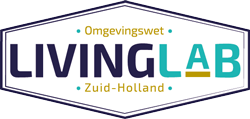 • Omgevingswet •
LIVINGLAB
• Zuid-Holland •